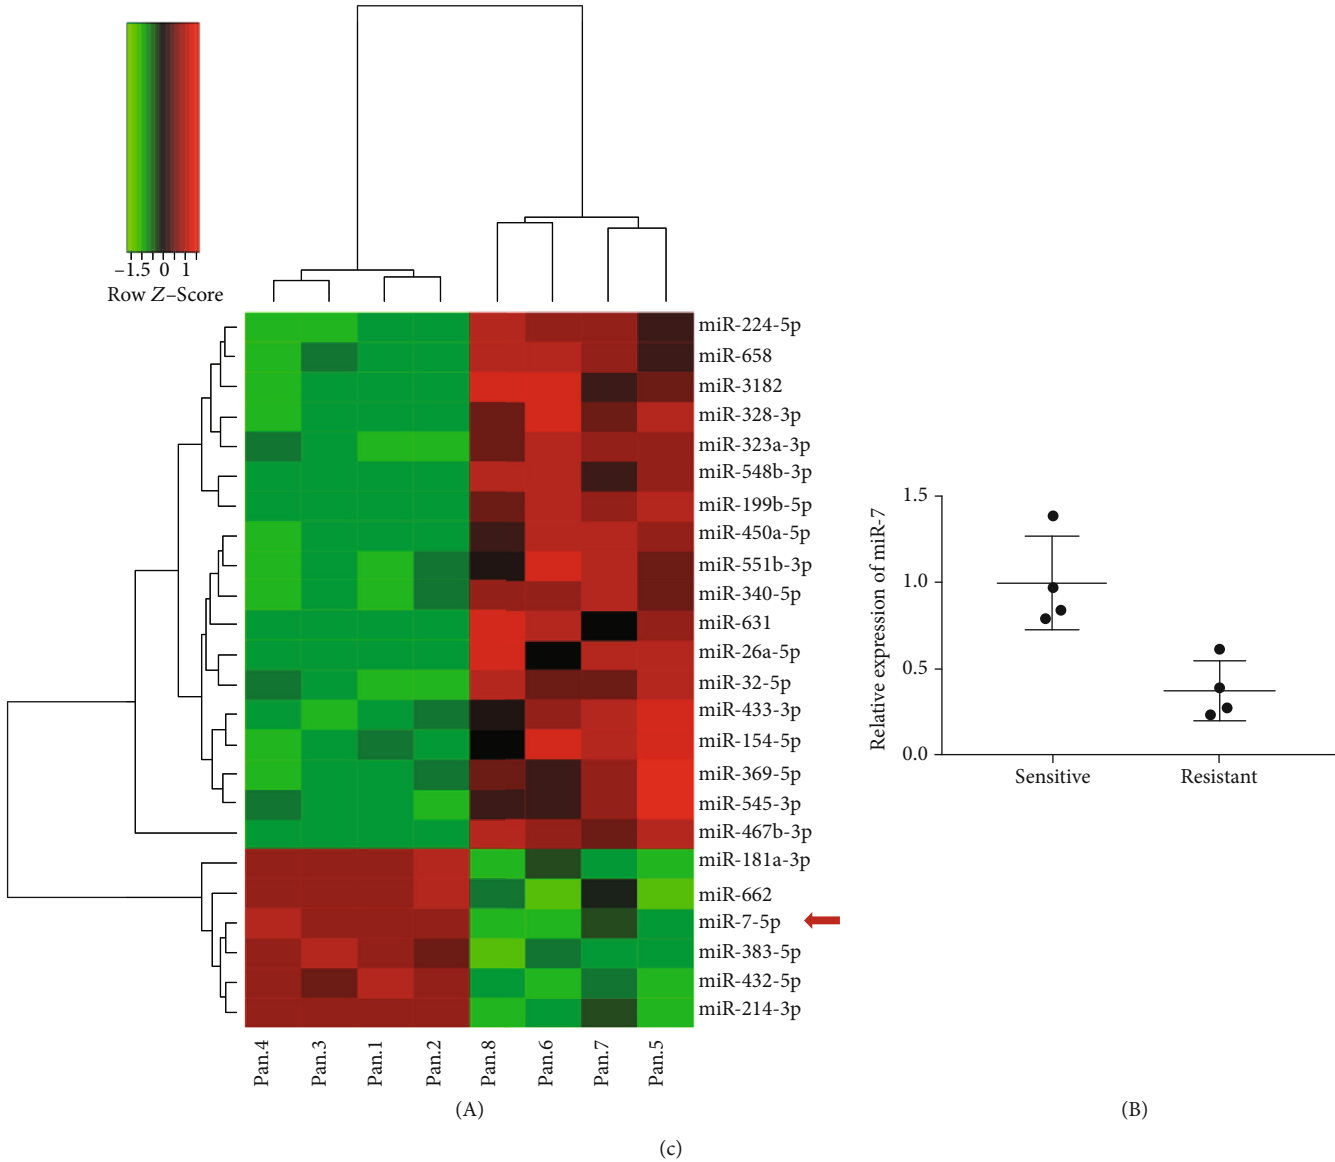 −1.5 0 1
Row Z–Score
miR-224-5p
miR-658
miR-3182
miR-328-3p
miR-323a-3p
miR-548b-3p
miR-199b-5p
miR-450a-5p
miR-551b-3p
miR-340-5p
miR-631
miR-26a-5p
miR-32-5p
miR-433-3p
miR-154-5p
miR-369-5p
miR-545-3p
miR-467b-3p
miR-181a-3p
miR-662
miR-7-5p
miR-383-5p
miR-432-5p
miR-214-3p
Pan.4
Pan.3
Pan.1
Pan.2
Pan.8
Pan.6
Pan.7
Pan.5
(A)
Relative expression of miR-7
1.5
1.0
0.5
0.0
Sensitive
Resistant
(B)
(c)